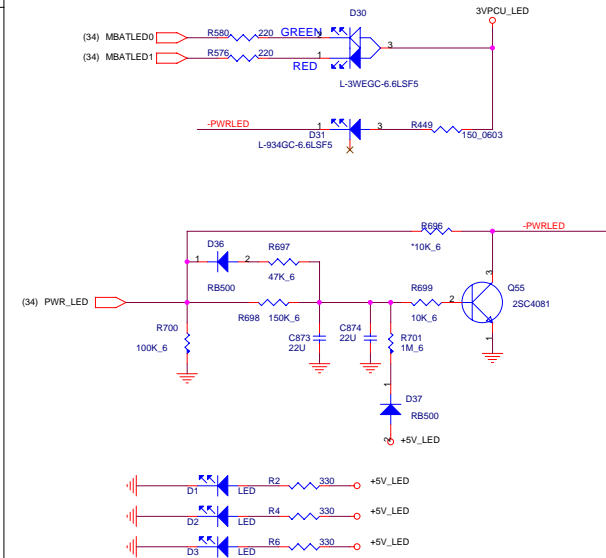 D30
3VPCU_LED
(34) MBATLED0 R580 220 GREEN 2
3
(34) MBATLED1 R576 220 1
RED
L-3WEGC-6.6LSF5
-PWRLED 1 3 R449
D31 150_0603
L-934GC-6.6LSF5
R696 -PWRLED
*10K_6
D36
R697
1 2
3
RB500 47K_6
R699 Q55
(34) PWR_LED 2 2SC4081
R698 150K_6 10K_6
R700
100K_6
C873 C874 R701
22U 22U 1M_6
1
1
D37
RB500
2
+5V_LED
R2 330 +5V_LED
D1 LED
R4 330 +5V_LED
D2 LED
R6 330 +5V_LED
D3 LED